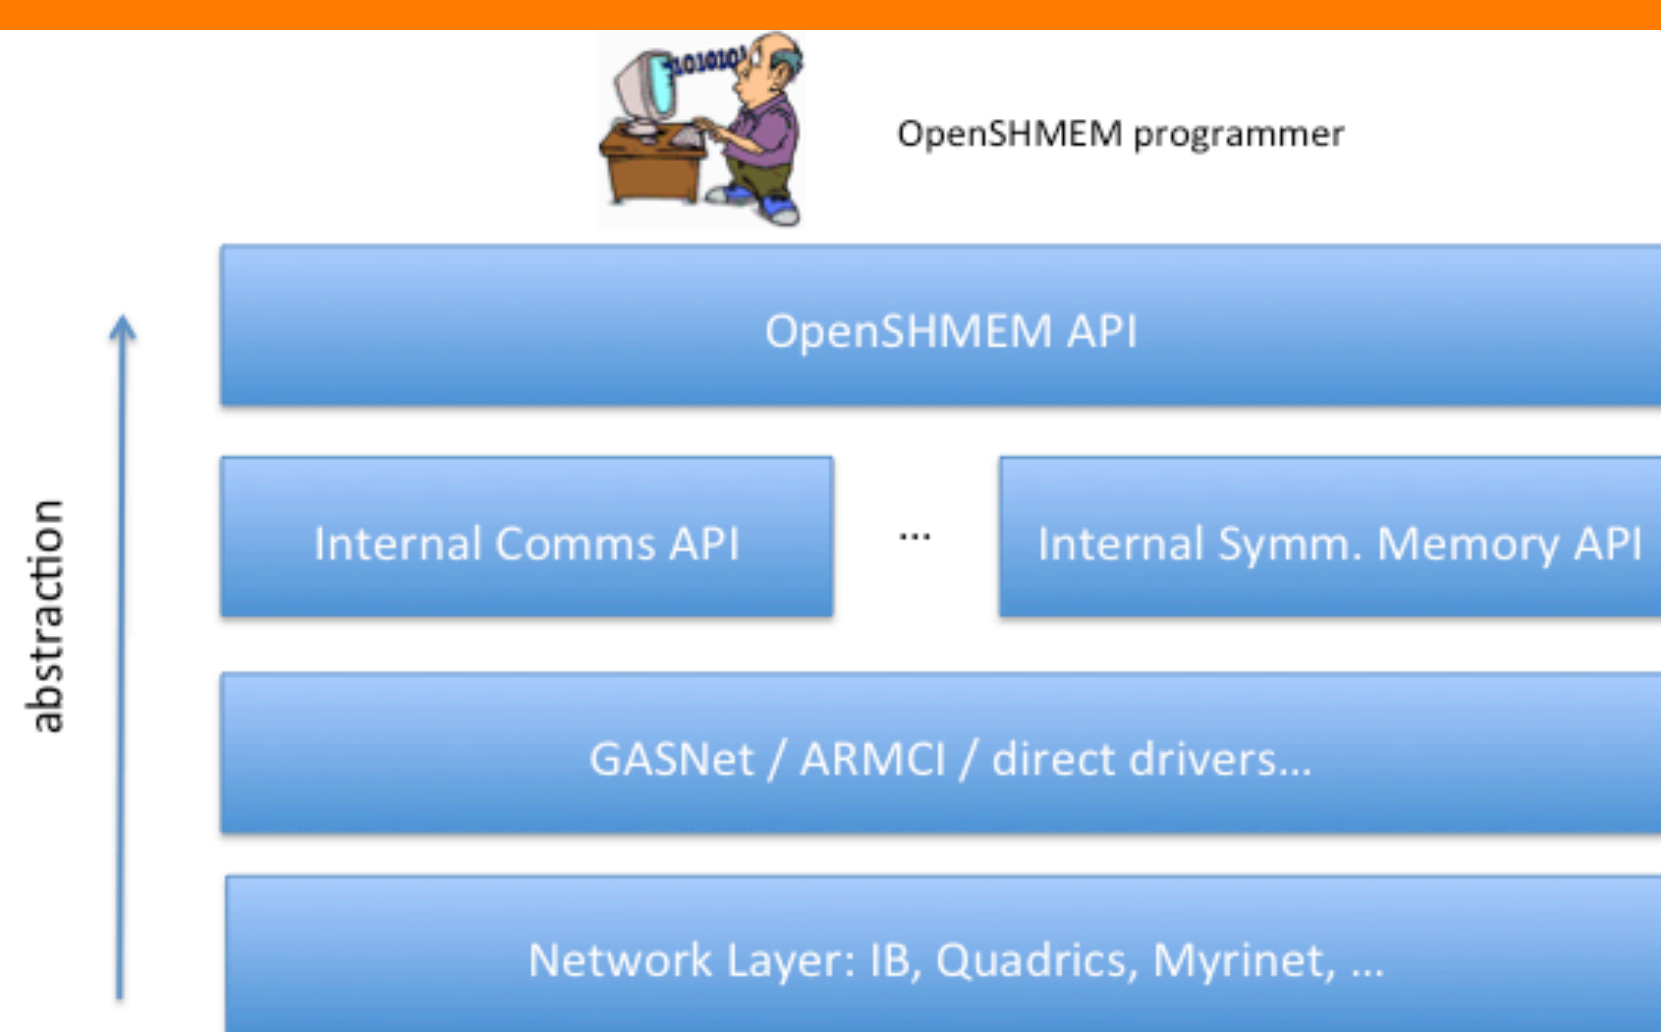 101010!
OpenSHMEM programmer
OpenSHMEM API
Internal Comms API
...
Internal Symm. Memory API
abstraction
GASNet / ARMCI / direct drivers...
Network Layer: IB, Quadrics, Myrinet, ...